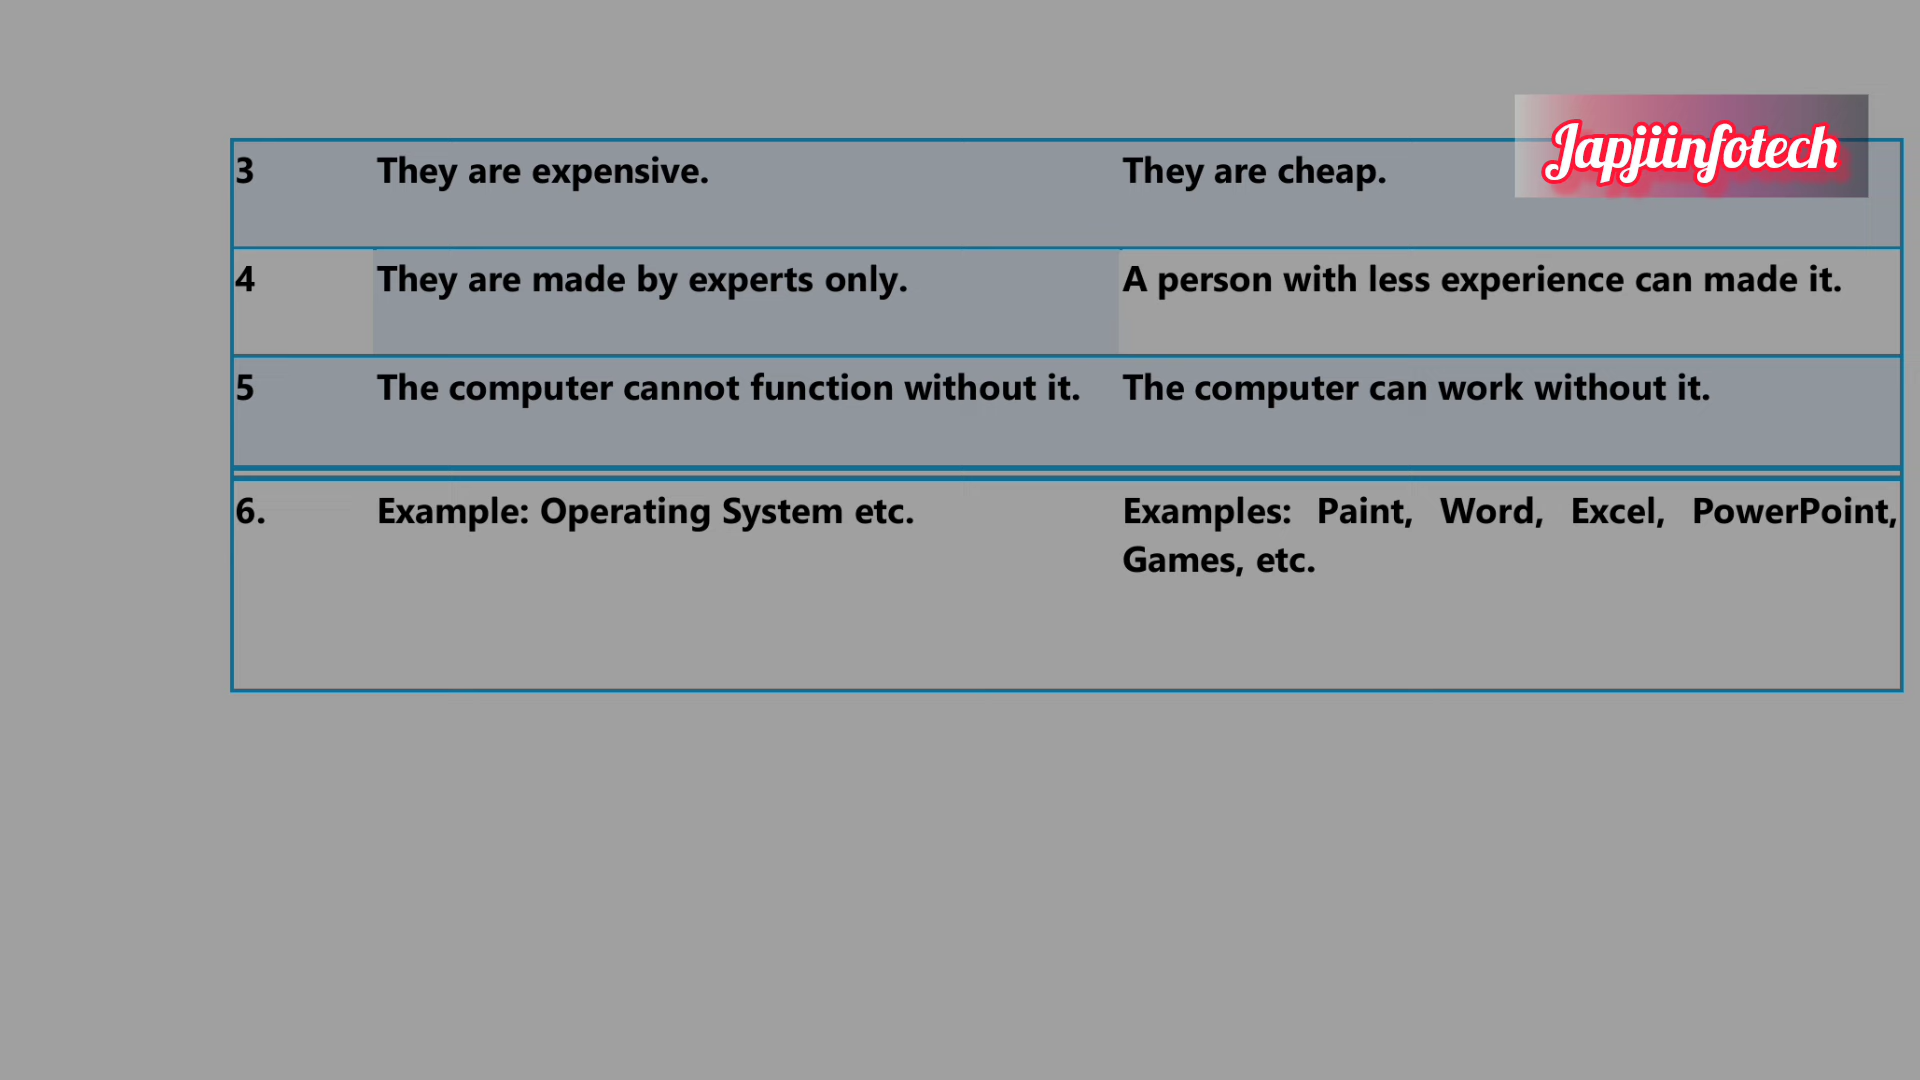 Japjiinfotech
3 They are expensive. They are cheap.
4 They are made by experts only. A person with less experience can made it.
5 The computer cannot function without it. The computer can work without it.
6. Example: Operating System etc. Examples: Paint, Word, Excel, PowerPoint,
Games, etc.